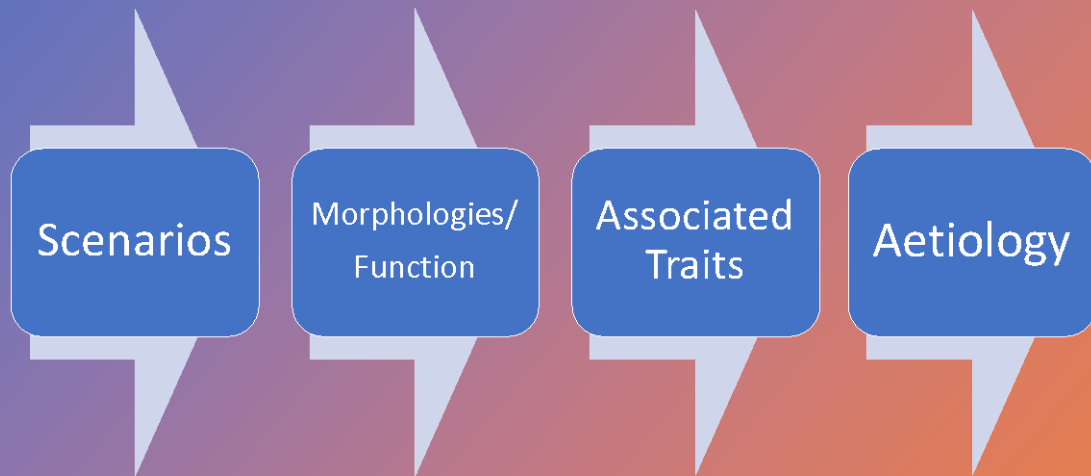 Scenarios
Morphologies/
Function
Associated
Traits
Aetiology